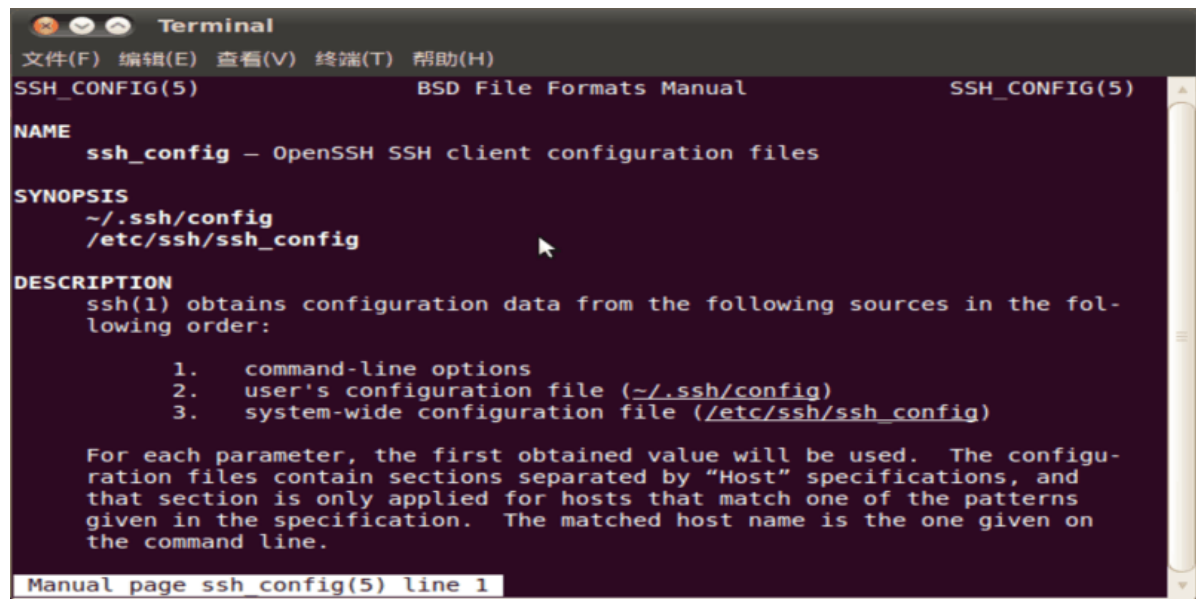 Terminal
文件(F) 编辑(E) 查看(V) 终端(T) 帮助(H)
SSH_CONFIG(5) BSD File Formats Manual SSH_CONFIG(5)
NAME
ssh_config — OpenSSH SSH client configuration files
SYNOPSIS
~/.ssh/config
/etc/ssh/ssh_config
DESCRIPTION
ssh(1) obtains configuration data from the following sources in the fol-
lowing order:
1. command-line options
2. user's configuration file (~/.ssh/config)
3. system-wide configuration file (/etc/ssh/ssh_config)
For each parameter, the first obtained value will be used. The configu-
ration files contain sections separated by “Host” specifications, and
that section is only applied for hosts that match one of the patterns
given in the specification. The matched host name is the one given on
the command line.
Manual page ssh_config(5) line 1